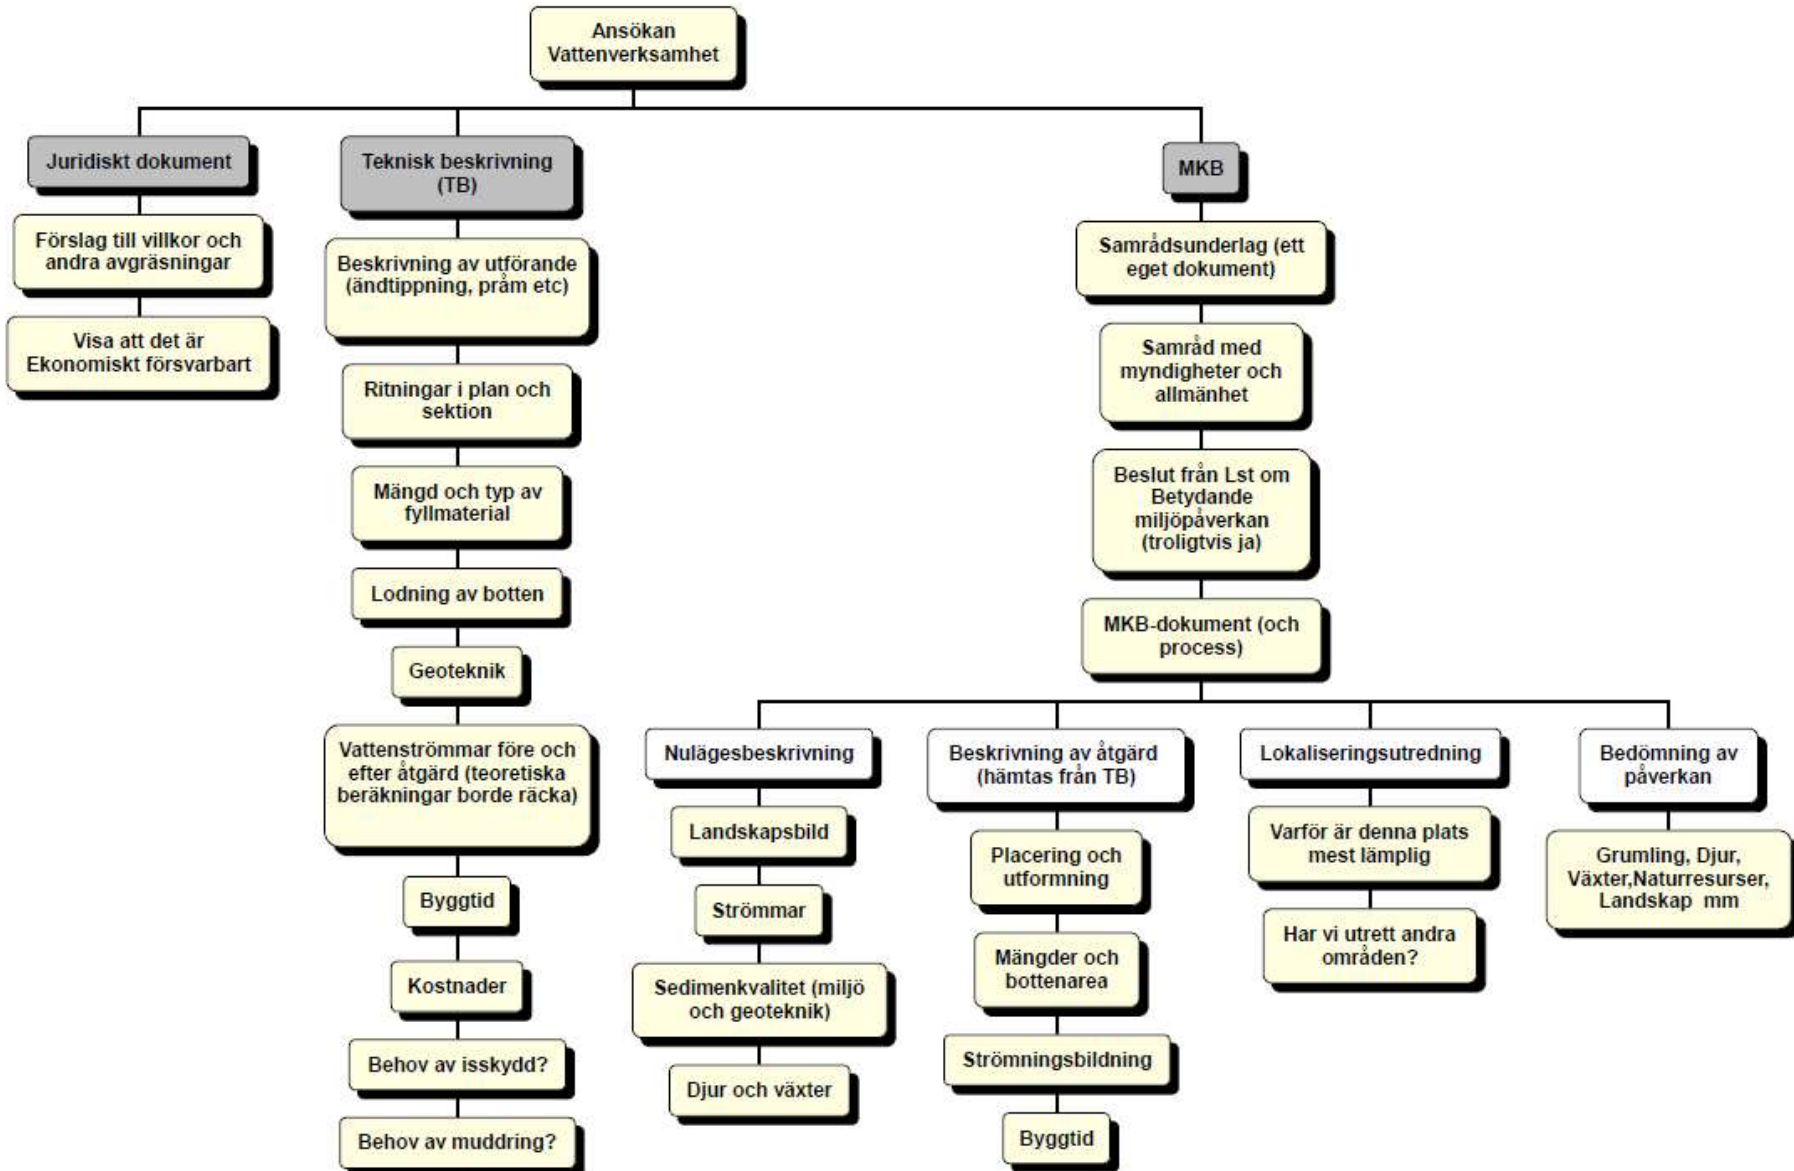 Ansökan
Vattenverksamhet
Juridiskt dokument
Förslag till villkor och
andra avgräsningar
Visa att det är
Ekonomiskt försvarbart
Teknisk beskrivning
(TB)
Beskrivning av utförande
(ändtippning, pråm etc)
Ritningar i plan och
sektion
Mängd och typ av
fyllmaterial
Lodning av botten
Geoteknik
Vattenströmmar före och
efter åtgärd (teoretiska
beräkningar borde räcka)
Byggtid
Kostnader
Behov av isskydd?
Behov av muddring?
MKB
Samrådsunderlag (ett
eget dokument)
Samråd med
myndigheter och
allmänhet
Beslut från Lst om
Betydande
miljöpåverkan
(troligtvis ja)
MKB-dokument (och
process)
Nulägesbeskrivning
Landskapsbild
Strömmar
Sedimenkvalitet (miljö
och geoteknik)
Djur och växter
Beskrivning av åtgärd
(hämtas från TB)
Placering och
utformning
Mängder och
bottenarea
Strömningsbildning
Byggtid
Lokaliseringsutredning
Varför är denna plats
mest lämplig
Har vi utrett andra
områden?
Bedömning av
påverkan
Grumling, Djur,
Växter,Naturresurser,
Landskap  mm